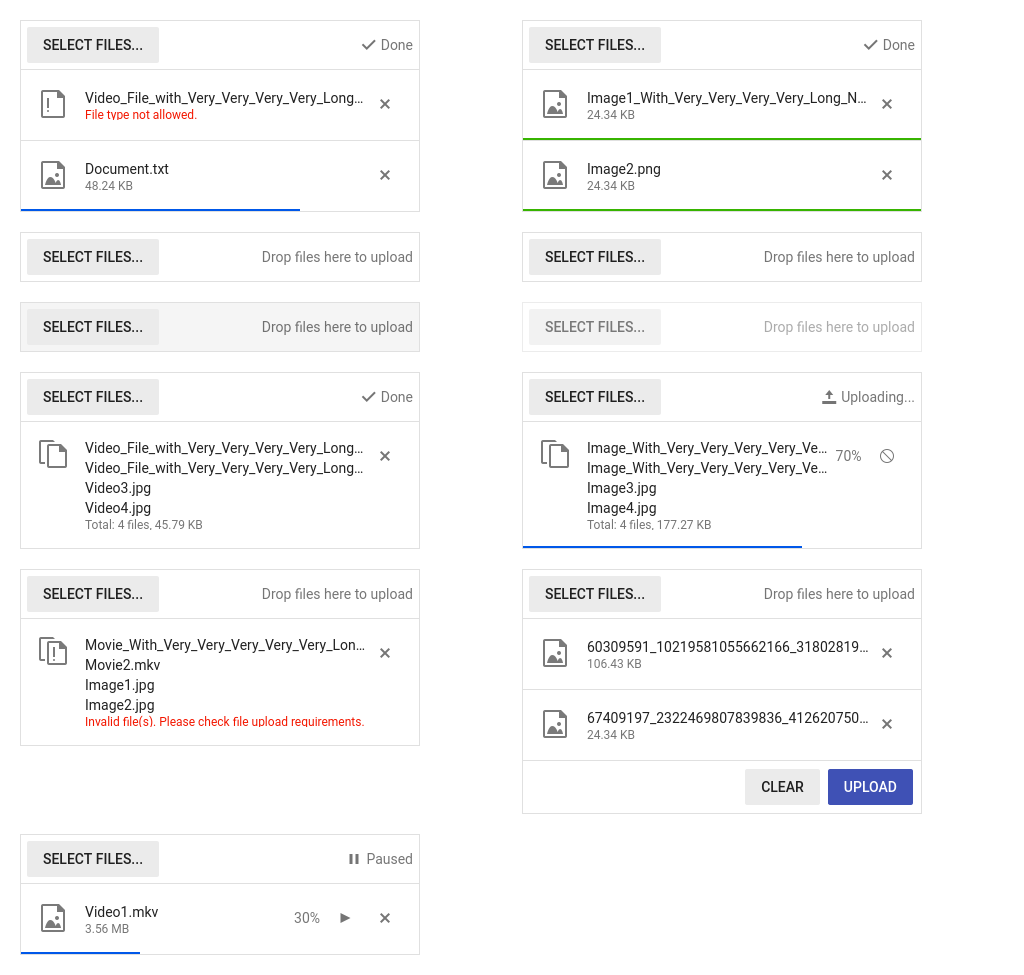 SELECT FILES...
Done
Video_File_with_Very_Very_Very_Very_Long...
File type not allowed.
Document.txt
48.24 KB
SELECT FILES...
Done
Image1_With_Very_Very_Very_Very_Long_N...
24.34 KB
Image2.png
24.34 KB
SELECT FILES...
Drop files here to upload
SELECT FILES...
Drop files here to upload
SELECT FILES...
Drop files here to upload
SELECT FILES...
Drop files here to upload
SELECT FILES...
Done
Video_File_with_Very_Very_Very_Very_Long...
Video_File_with_Very_Very_Very_Very_Long...
Video3.jpg
Video4.jpg
Total: 4 files, 45.79 KB
SELECT FILES...
Uploading...
Image_With_Very_Very_Very_Very_Ve...
Image_With_Very_Very_Very_Very_Ve...
70%
Image3.jpg
Image4.jpg
Total: 4 files, 177.27 KB
SELECT FILES...
Drop files here to upload
Movie_With_Very_Very_Very_Very_Very_Lon...
Movie2.mkv
Image1.jpg
Image2.jpg
Invalid file(s). Please check file upload requirements.
SELECT FILES...
Drop files here to upload
60309591_10219581055662166_31802819...
106.43 KB
67409197_2322469807839836_412620750...
24.34 KB
CLEAR
UPLOAD
SELECT FILES...
Paused
Video1.mkv
3.56 MB
30%